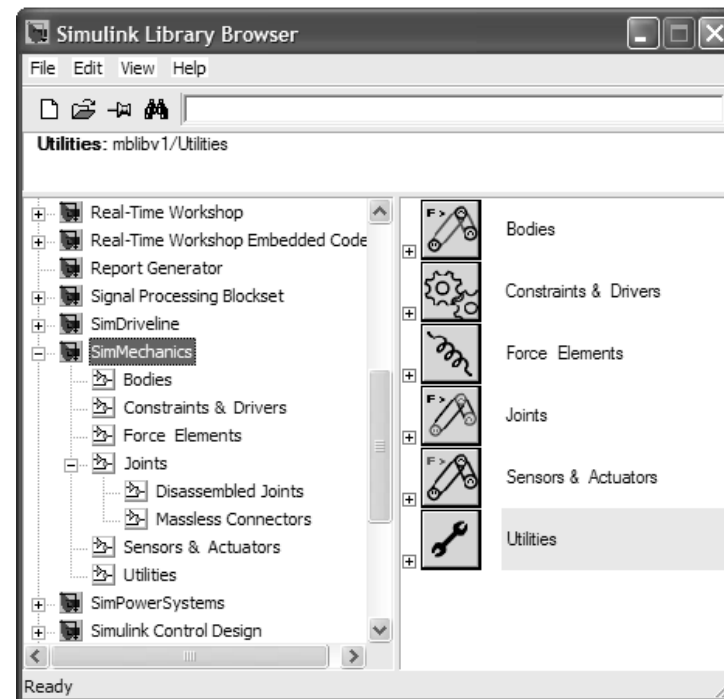 Simulink Library Browser
File Edit View Help
Utilities: mblibv1/Utilities
Real-Time Workshop
Real-Time Workshop Embedded Code
Report Generator
Signal Processing Blockset
SimDriveline
SimMechanics
Bodies
Constraints & Drivers
Force Elements
Joints
Disassembled Joints
Massless Connectors
Sensors & Actuators
Utilities
SimPowerSystems
Simulink Control Design
F> Bodies
Constraints & Drivers
Force Elements
F> Joints
F> Sensors & Actuators
Utilities
Ready